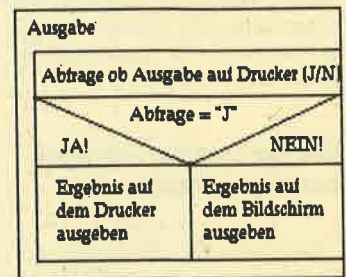 Ausgabe
Abfrage ob Ausgabe auf Drucker (J/N)
Abfrage = "J"
JA! NEIN!
Ergebnis auf
dem Drucker
ausgeben
Ergebnis auf
dem Bildschirm
ausgeben